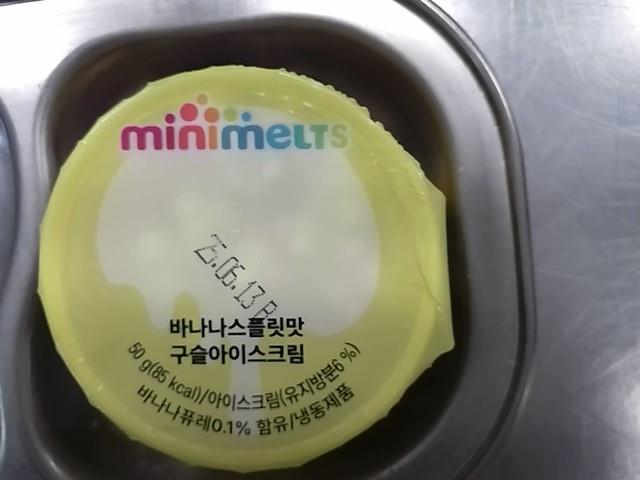 minimelts
25.06.13 B
바나나스플릿맛
구슬아이스크림
50 g(85 kcal)/아이스크림(유지방분6%)
바나나퓨레0.1% 함유/냉동제품